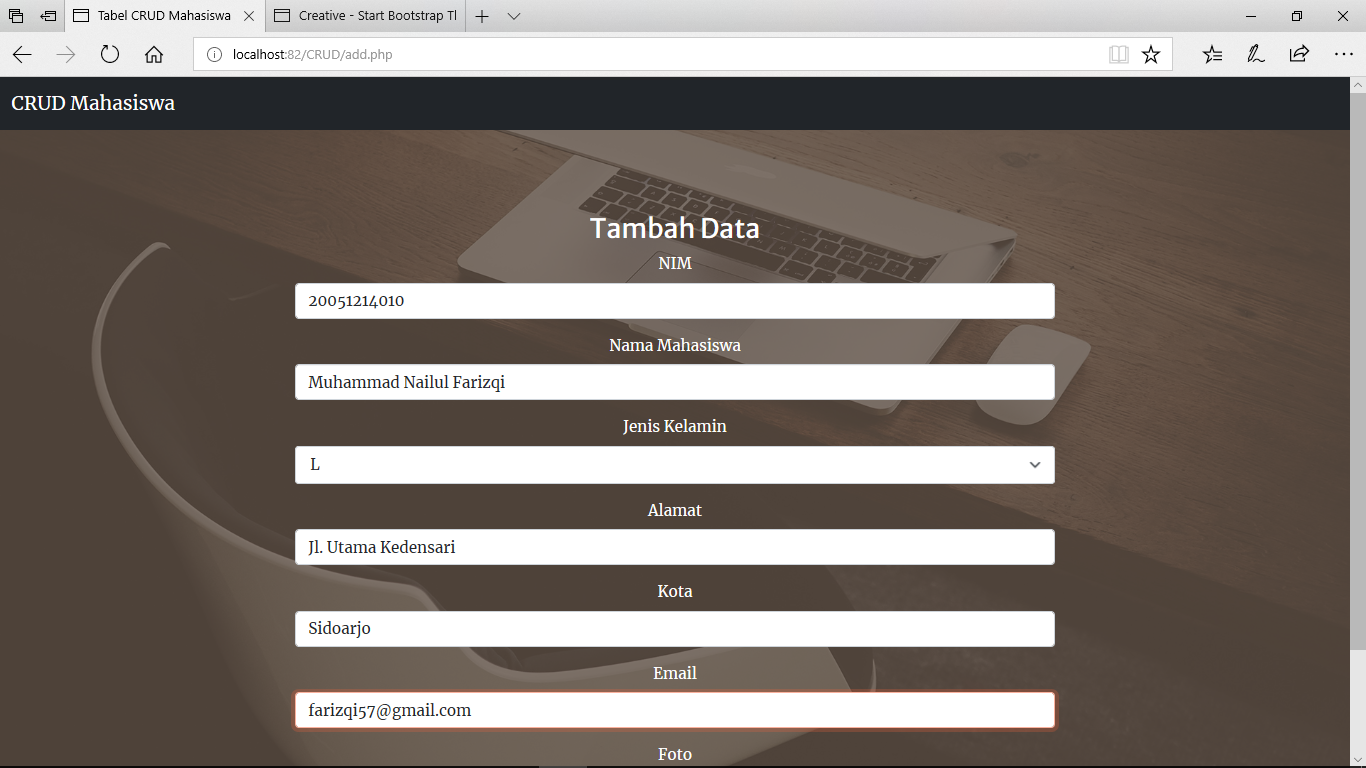 Tabel CRUD Mahasiswa
Creative - Start Bootstrap Tl
localhost:82/CRUD/add.php
CRUD Mahasiswa
Tambah Data
NIM
20051214010
Nama Mahasiswa
Muhammad Nailul Farizqi
Jenis Kelamin
L
Alamat
Jl. Utama Kedensari
Kota
Sidoarjo
Email
farizqi57@gmail.com
Foto